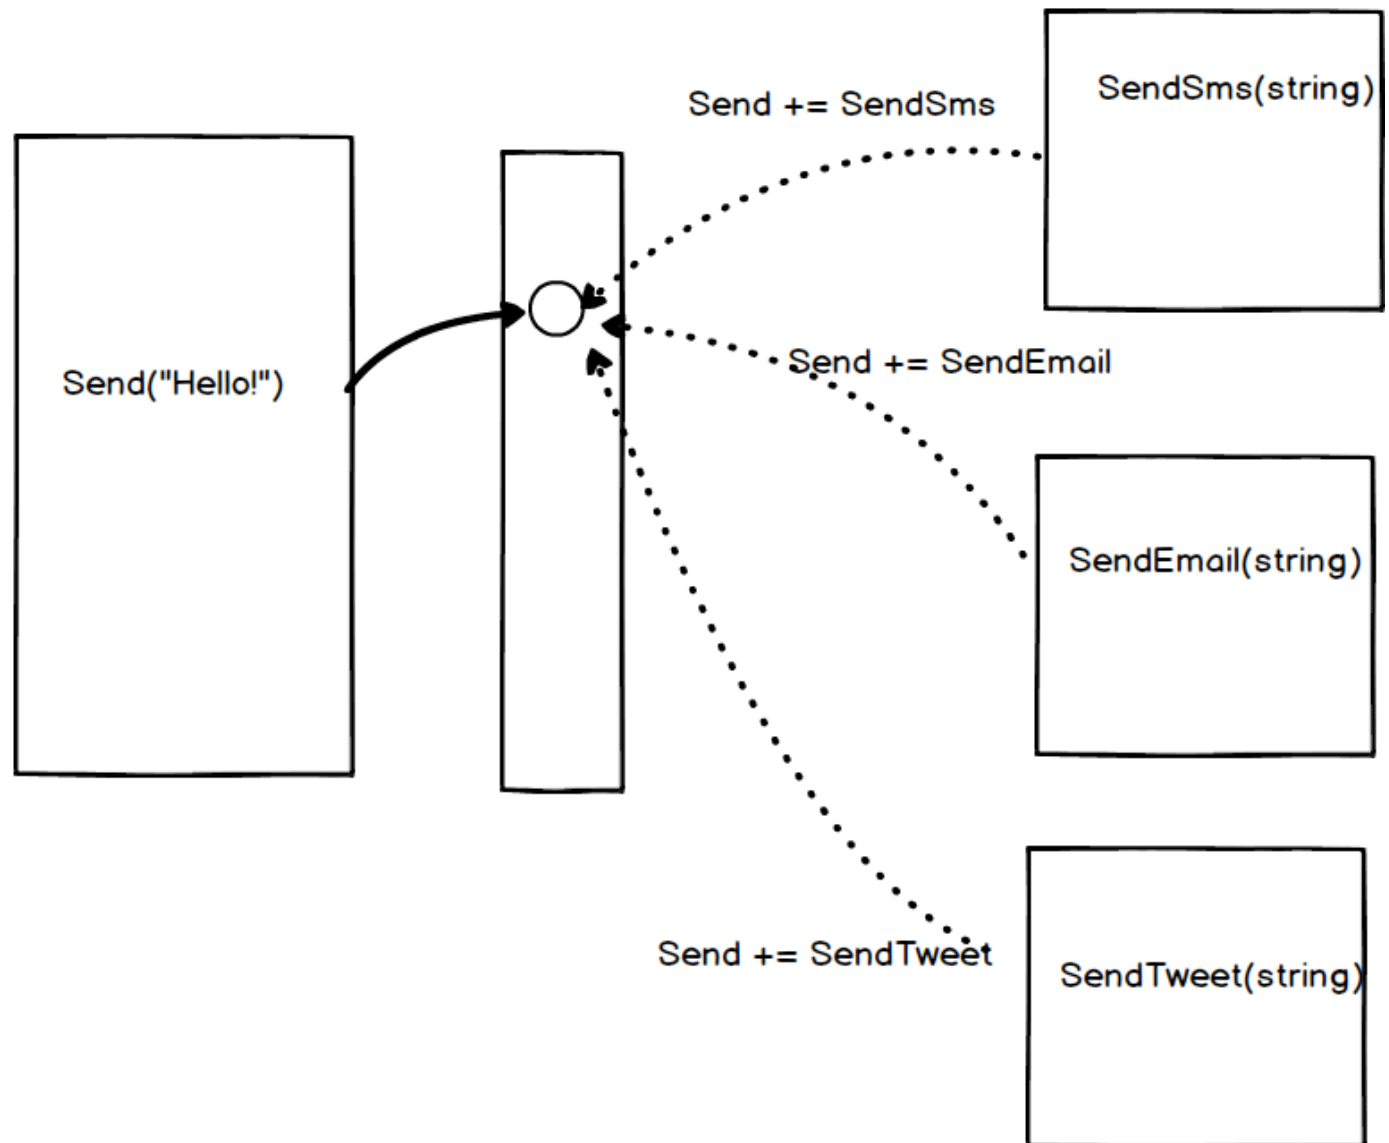 SendSms(string)
Send += SendSms
Send += SendEmail
Send("Hello!")
SendEmail(string)
Send += SendTweet
SendTweet(string)